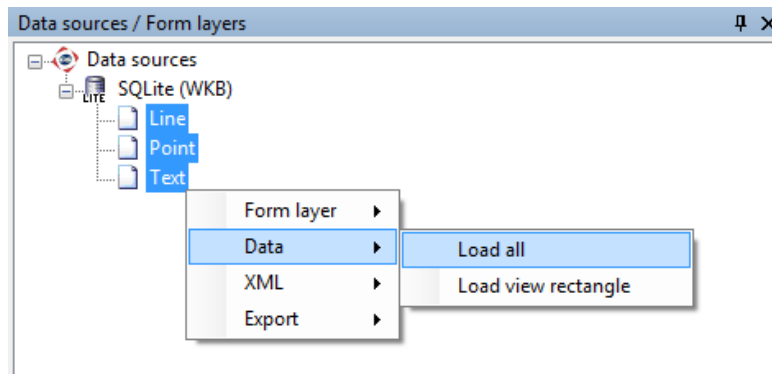 Data sources / Form layers
Data sources
LITE SQLite (WKB)
Line
Point
Text
Form layer
Data
XML
Export
Load all
Load view rectangle